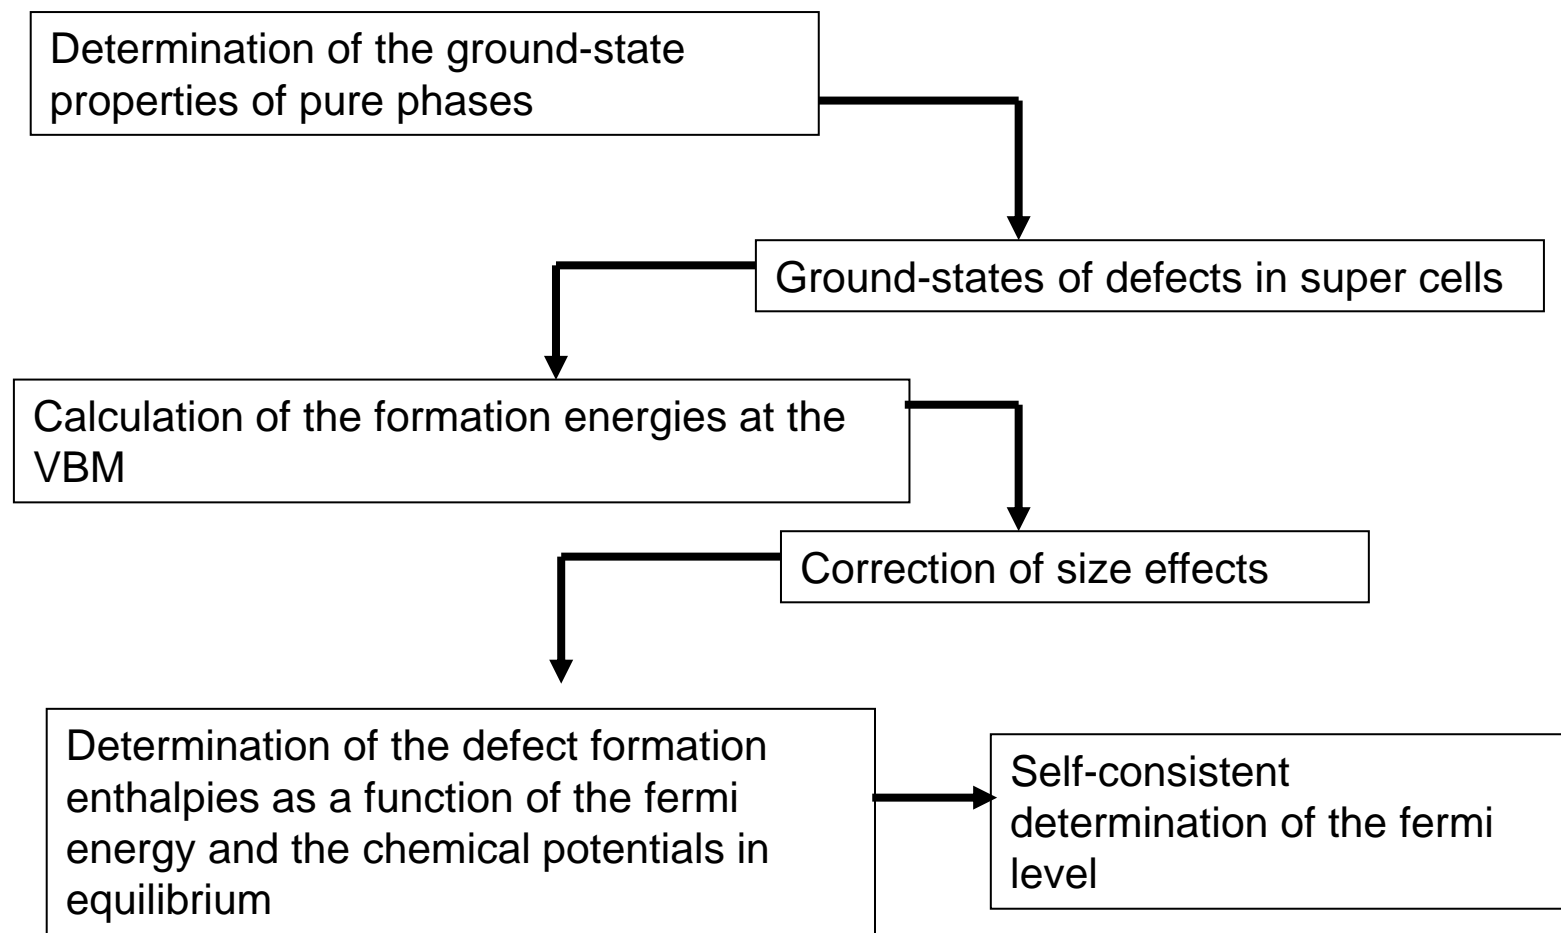 Determination of the ground-state
properties of pure phases
Ground-states of defects in super cells
Calculation of the formation energies at the
VBM
Correction of size effects
Determination of the defect formation
enthalpies as a function of the fermi
energy and the chemical potentials in
equilibrium
Self-consistent
determination of the fermi
level